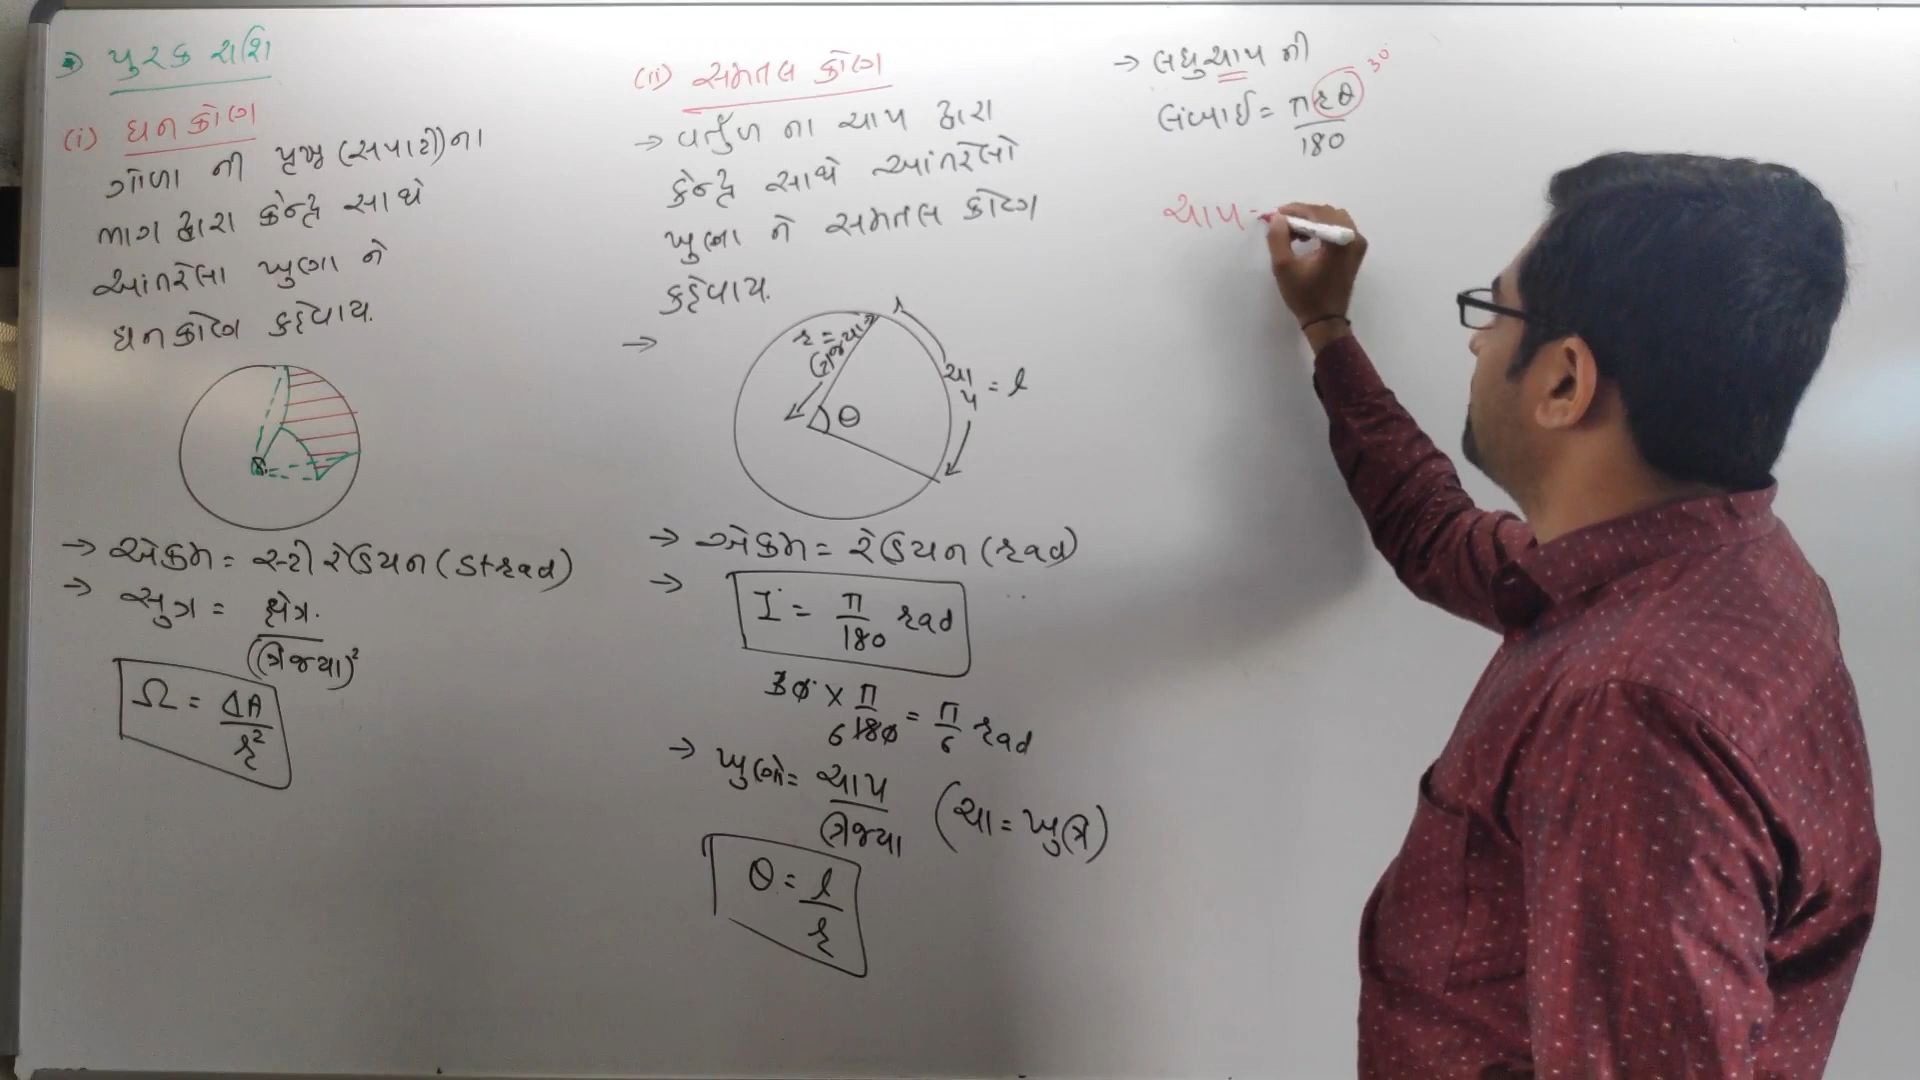 પુરક રાશિ
(i) ઘનકોણ
ગોળા ની પૃષ્ઠ (સપાટી)ના
ભાગ દ્વારા કેન્દ્ર સાથે
આંતરેલા ખુણા ને
ઘનકોણ કહેવાય.
→ એકમ = સ્ટીરેડિયન (strad)
→ સુત્ર = ક્ષેત્ર.
(ત્રિજ્યા)²
Ω = ΔA
r²
(ii) સમતલ કોણ
→ વર્તુળ ના ચાપ દ્વારા
કેન્દ્ર સાથે આંતરેલો
ખુણા ને સમતલ કોણ
કહેવાય.
→
r = ત્રિજ્યા
θ
ચાપ = l
→ એકમ = રેડિયન (rad)
→ 1° = π/180 rad
30 × π/180 = π/6 rad
6
→ ખુણો = ચાપ
ત્રિજ્યા
(ચા = ખુત્રિ)
θ = l
r
→ લઘુચાપ ની
લંબાઈ = πrθ
180
30°
ચાપ =